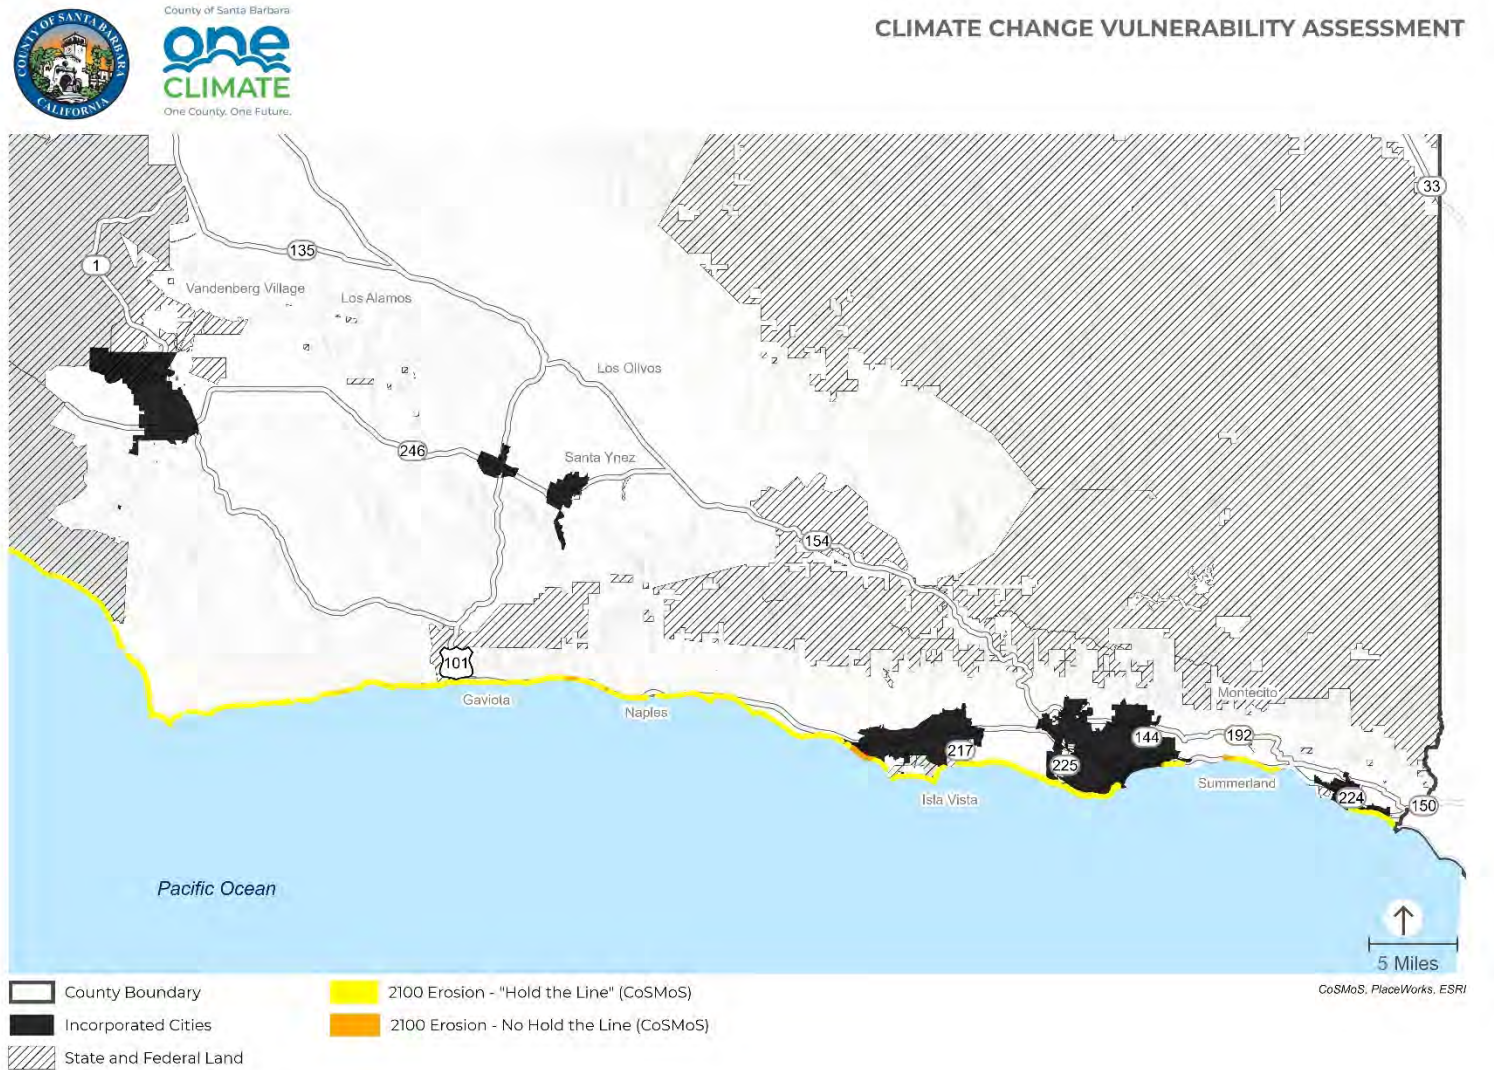 COUNTY OF SANTA BARBARA
CALIFORNIA
County of Santa Barbara
one
CLIMATE
One County. One Future.
CLIMATE CHANGE VULNERABILITY ASSESSMENT
33
135
1
Vandenberg Village
Los Alamos
Los Olivos
246
Santa Ynez
154
101
Gaviota
Naples
Montecito
217
144
192
225
Isla Vista
Summerland
224
150
Pacific Ocean
5 Miles
CoSMoS, PlaceWorks, ESRI
County Boundary
Incorporated Cities
State and Federal Land
2100 Erosion - "Hold the Line" (CoSMoS)
2100 Erosion - No Hold the Line (CoSMoS)